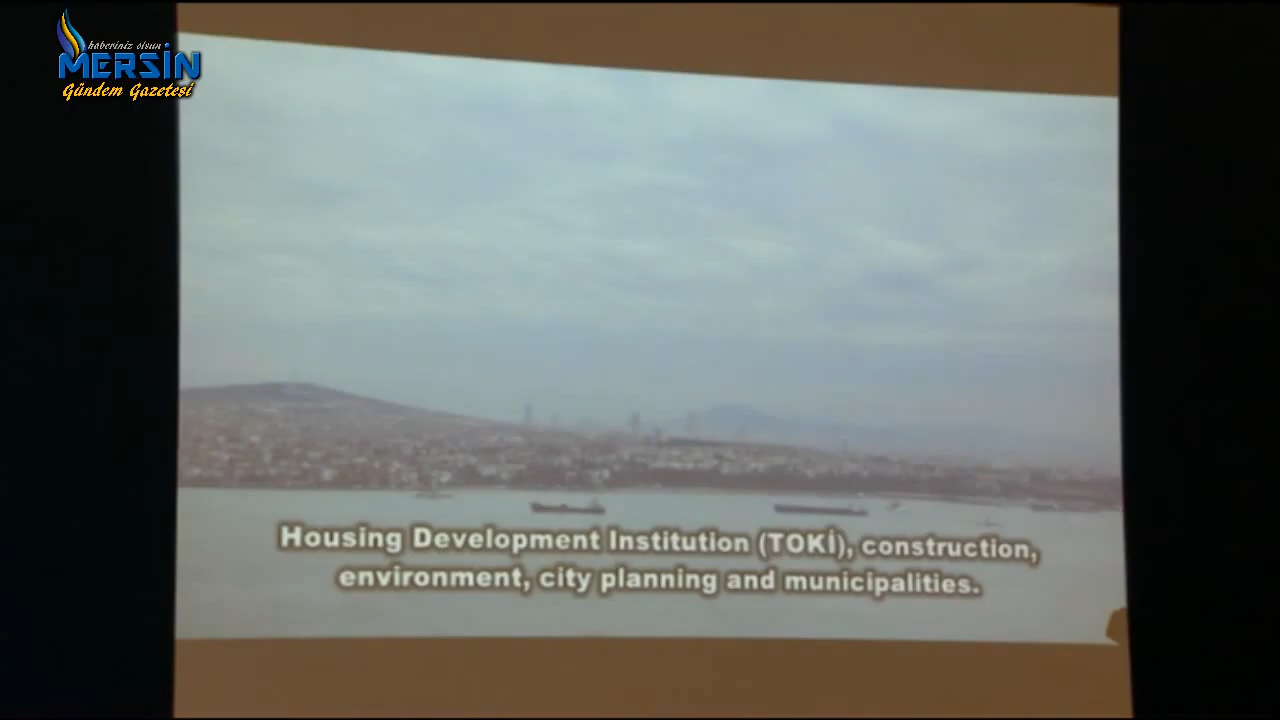 haberiniz olsun
MERSİN
Gündem Gazetesi
Housing Development Institution (TOKİ), construction,
environment, city planning and municipalities.